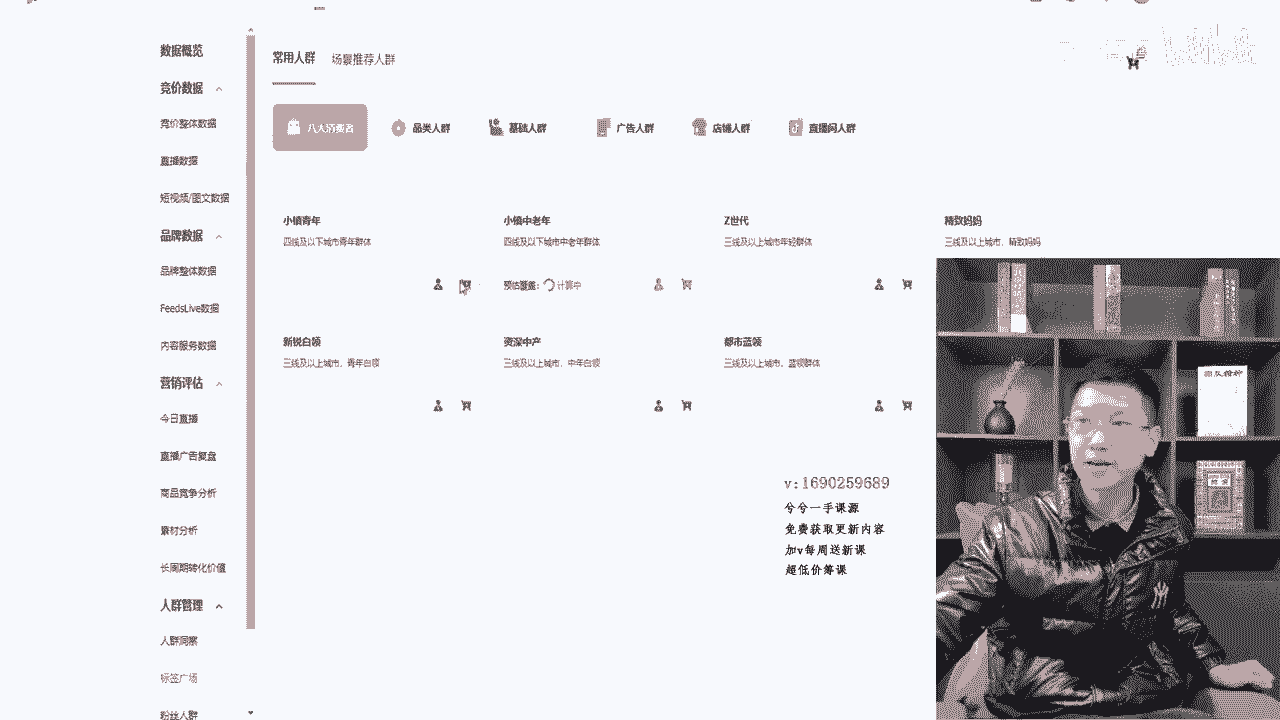 数据概览
竞价数据
竞价整体数据
直播数据
短视频/图文数据
品牌数据
品牌整体数据
FeedsLive数据
内容服务数据
营销评估
今日直播
直播广告复盘
商品竞争分析
素材分析
长周期转化价值
人群管理
人群洞察
标签广场
粉丝人群
常用人群 场景推荐人群
八大消费者 品类人群 基础人群 广告人群 店铺人群 直播间人群
小镇青年 小镇中老年 Z世代 精致妈妈
四线及以下城市青年群体 四线及以下城市中老年群体 三线及以上城市年轻群体 三线及以上城市，精致妈妈
预估覆盖： 计算中
新锐白领 资深中产 都市蓝领
三线及以上城市，青年白领 三线及以上城市，中年白领 三线及以上城市，蓝领群体
v:1690259689
兮兮一手课源
免费获取更新内容
加v每周送新课
超低价筹课
团队精神